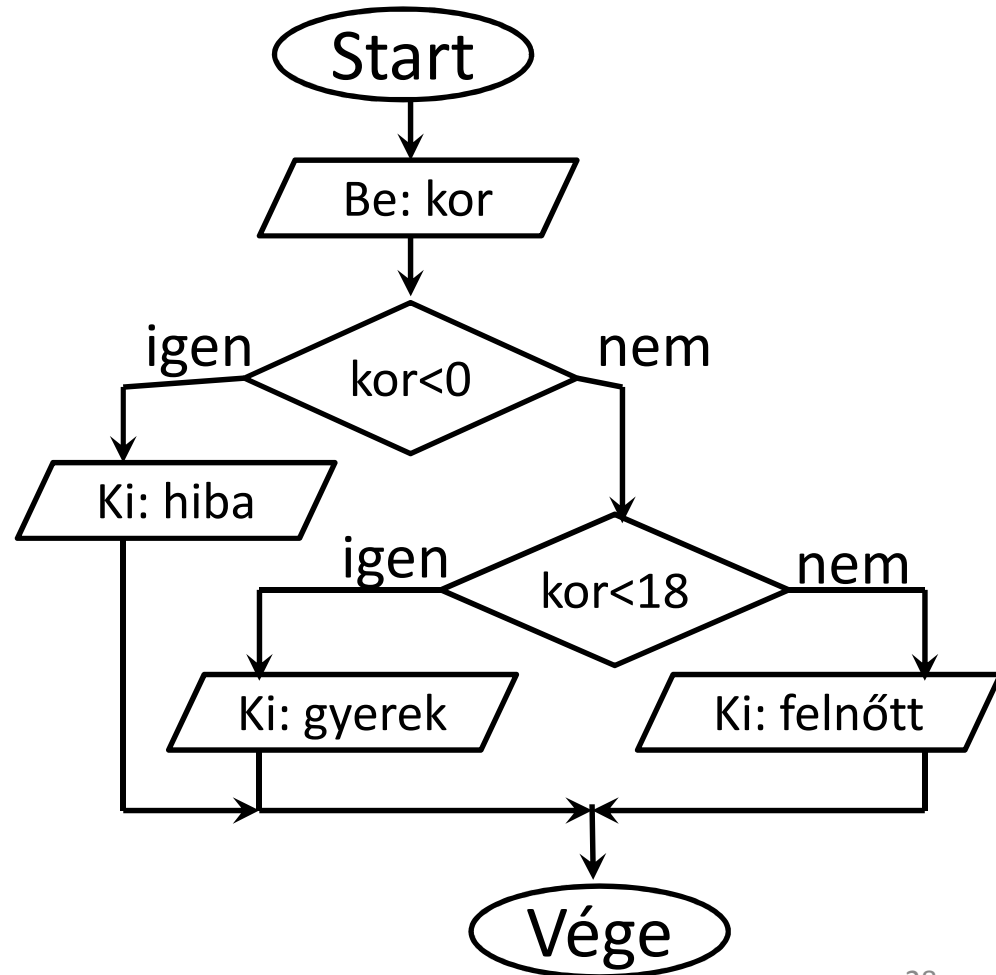 Start
Be: kor
igen
nem
kor<0
Ki: hiba
igen
nem
kor<18
Ki: gyerek
Ki: felnőtt
Vége